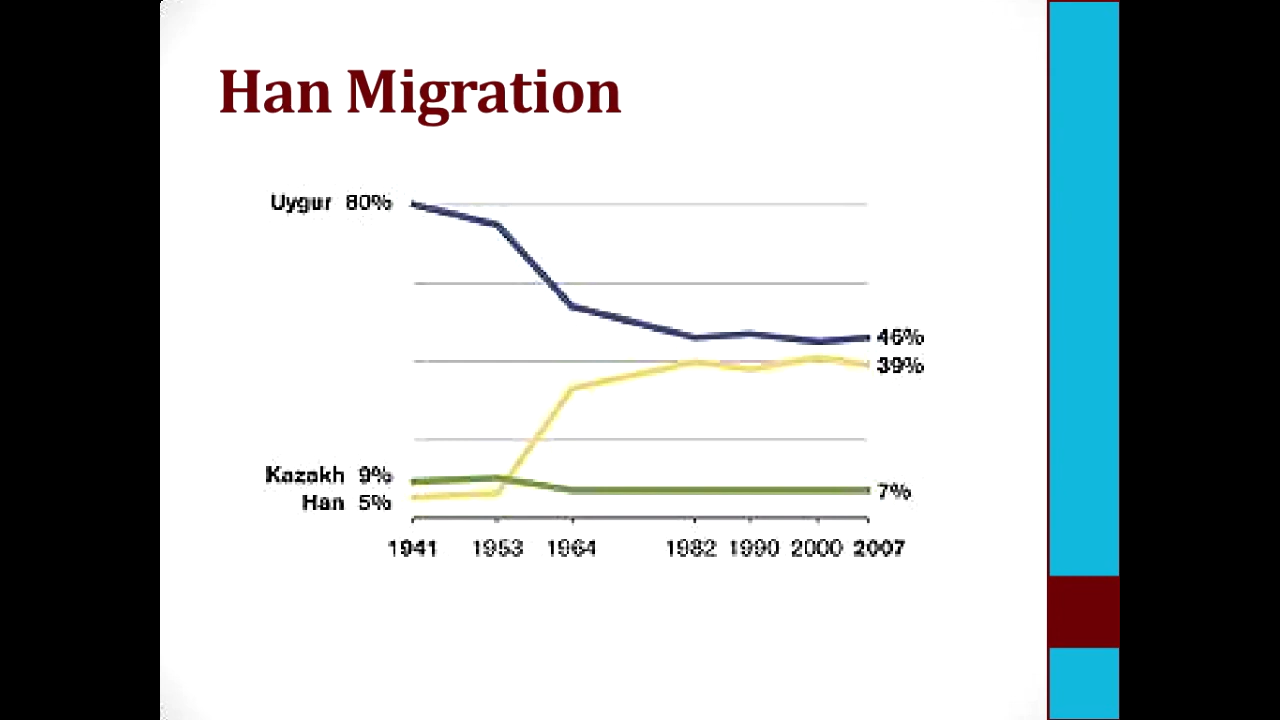 Han Migration
Uygur 80%
46%
39%
Kazakh 9%
Han 5%
7%
1941 1953 1964 1982 1990 2000 2007